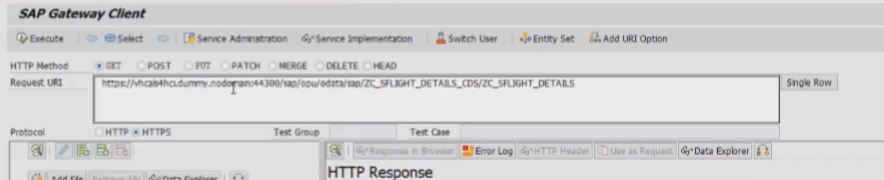 SAP Gateway Client
Execute Select Service Administration Service Implementation Switch User Entity Set Add URI Option
HTTP Method GET POST PUT PATCH MERGE DELETE HEAD
Request URI https://vhcals4hci.dummy.nodomain:44300/sap/opu/odata/sap/ZC_SFLIGHT_DETAILS_CDS/ZC_SFLIGHT_DETAILS Single Row
Protocol HTTP HTTPS Test Group Test Case
Response in Browser Error Log HTTP Header Use as Request Data Explorer
Add File Remove File Data Explorer HTTP Response